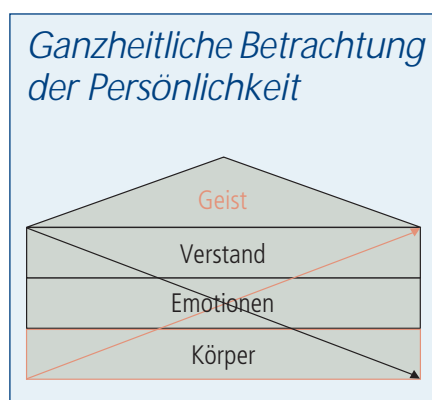 Ganzheitliche Betrachtung
der Persönlichkeit
Geist
Verstand
Emotionen
Körper